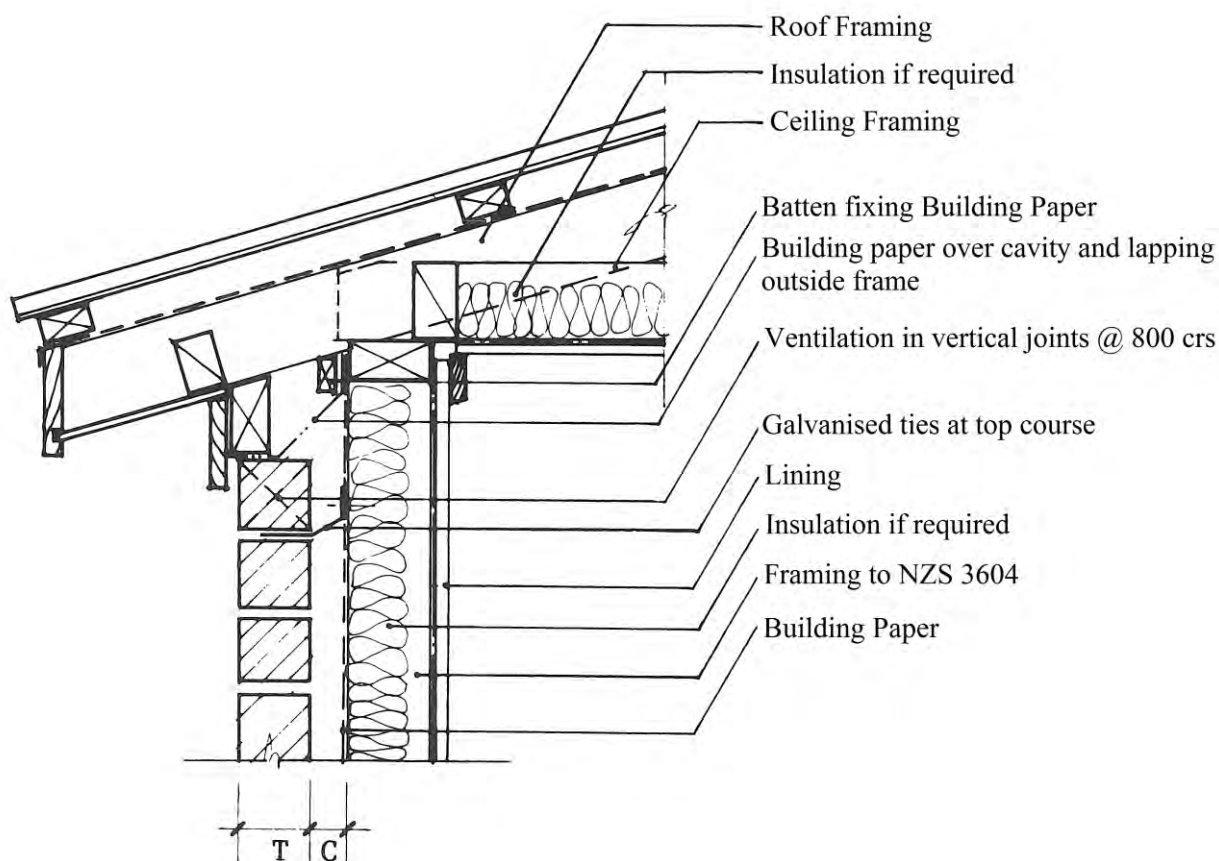 Roof Framing
Insulation if required
Ceiling Framing
Batten fixing Building Paper
Building paper over cavity and lapping
outside frame
Ventilation in vertical joints @ 800 crs
Galvanised ties at top course
Lining
Insulation if required
Framing to NZS 3604
Building Paper
T C